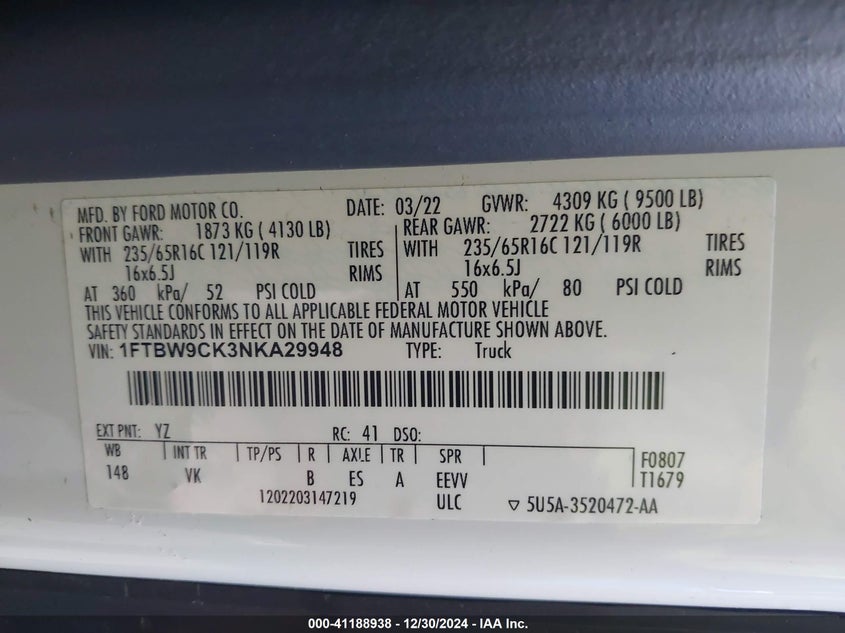 MFD. BY FORD MOTOR CO. DATE: 03/22 GVWR: 4309 KG ( 9500 LB)
FRONT GAWR: 1873 KG ( 4130 LB) REAR GAWR: 2722 KG ( 6000 LB)
WITH 235/65R16C 121/119R TIRES WITH 235/65R16C 121/119R TIRES
16x6.5J RIMS 16x6.5J RIMS
AT 360 kPa/ 52 PSI COLD AT 550 kPa/ 80 PSI COLD
THIS VEHICLE CONFORMS TO ALL APPLICABLE FEDERAL MOTOR VEHICLE
SAFETY STANDARDS IN EFFECT ON THE DATE OF MANUFACTURE SHOWN ABOVE.
VIN: 1FTBW9CK3NKA29948 TYPE: Truck
EXT PNT: YZ RC: 41 DSO:
WB INT TR TP/PS R AXLE TR SPR F0807
148 VK B ES A EEVV T1679
1202203147219 ULC ▽ 5U5A-3520472-AA
000-41188938 - 12/30/2024 - IAA Inc.